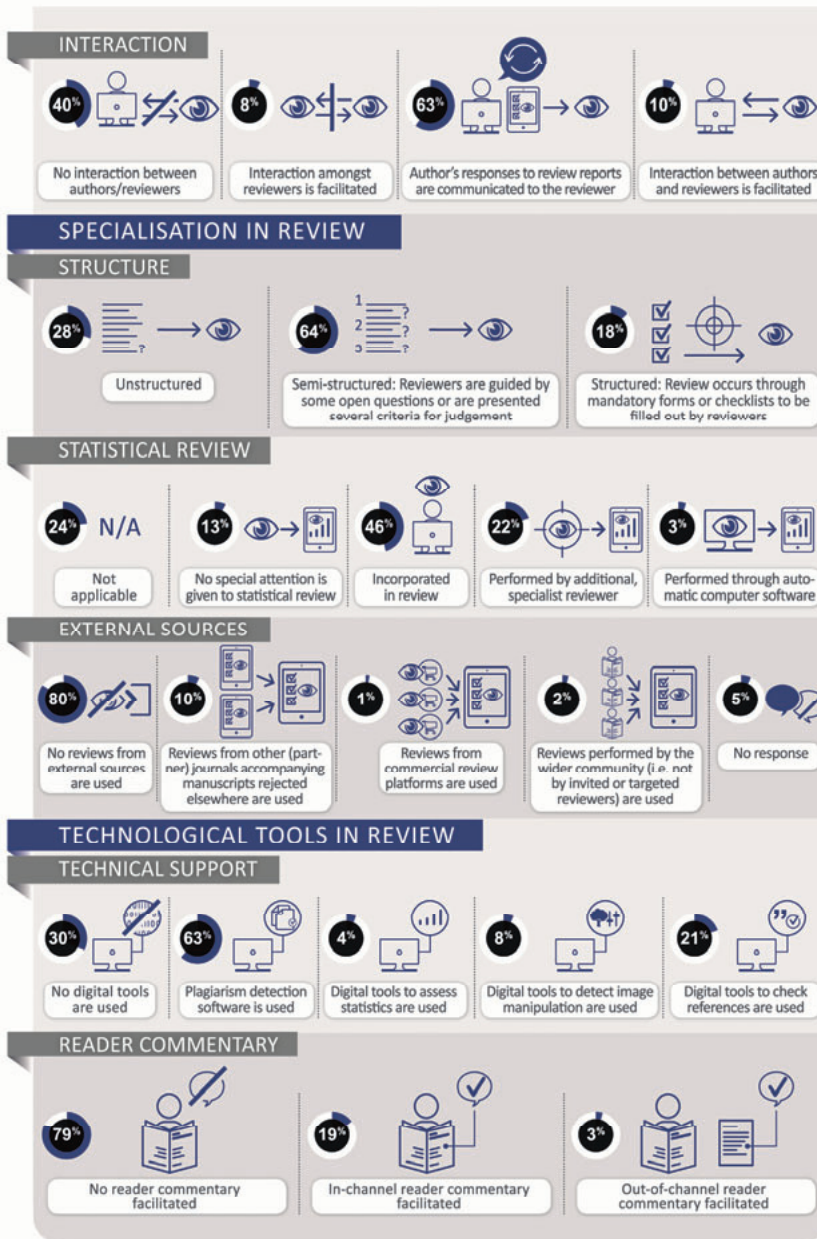 INTERACTION
40%
8%
63%
10%
No interaction between
authors/reviewers
Interaction amongst
reviewers is facilitated
Author's responses to review reports
are communicated to the reviewer
Interaction between authors
and reviewers is facilitated
SPECIALISATION IN REVIEW
STRUCTURE
28%
?
64%
1
?
2
?
3
?
18%
Unstructured
Semi-structured: Reviewers are guided by
some open questions or are presented
several criteria for judgement
Structured: Review occurs through
mandatory forms or checklists to be
filled out by reviewers
STATISTICAL REVIEW
24%
N/A
13%
46%
22%
3%
Not
applicable
No special attention is
given to statistical review
Incorporated
in review
Performed by additional,
specialist reviewer
Performed through auto-
matic computer software
EXTERNAL SOURCES
80%
10%
1%
2%
5%
No reviews from
external sources
are used
Reviews from other (part-
ner) journals accompanying
manuscripts rejected
elsewhere are used
Reviews from
commercial review
platforms are used
Reviews performed by the
wider community (i.e. not
by invited or targeted
reviewers) are used
No response
TECHNOLOGICAL TOOLS IN REVIEW
TECHNICAL SUPPORT
30%
63%
4%
8%
21%
No digital tools
are used
Plagiarism detection
software is used
Digital tools to assess
statistics are used
Digital tools to detect image
manipulation are used
Digital tools to check
references are used
READER COMMENTARY
79%
19%
3%
No reader commentary
facilitated
In-channel reader commentary
facilitated
Out-of-channel reader
commentary facilitated